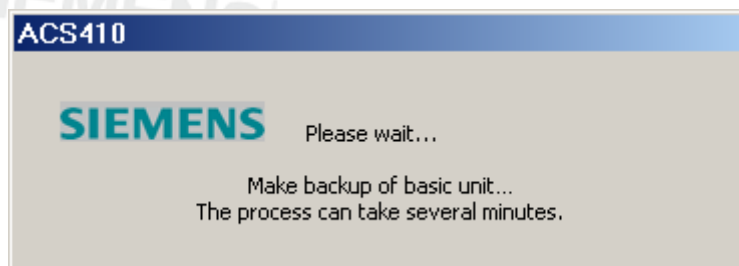 ACS410
SIEMENS
Please wait...
Make backup of basic unit...
The process can take several minutes.